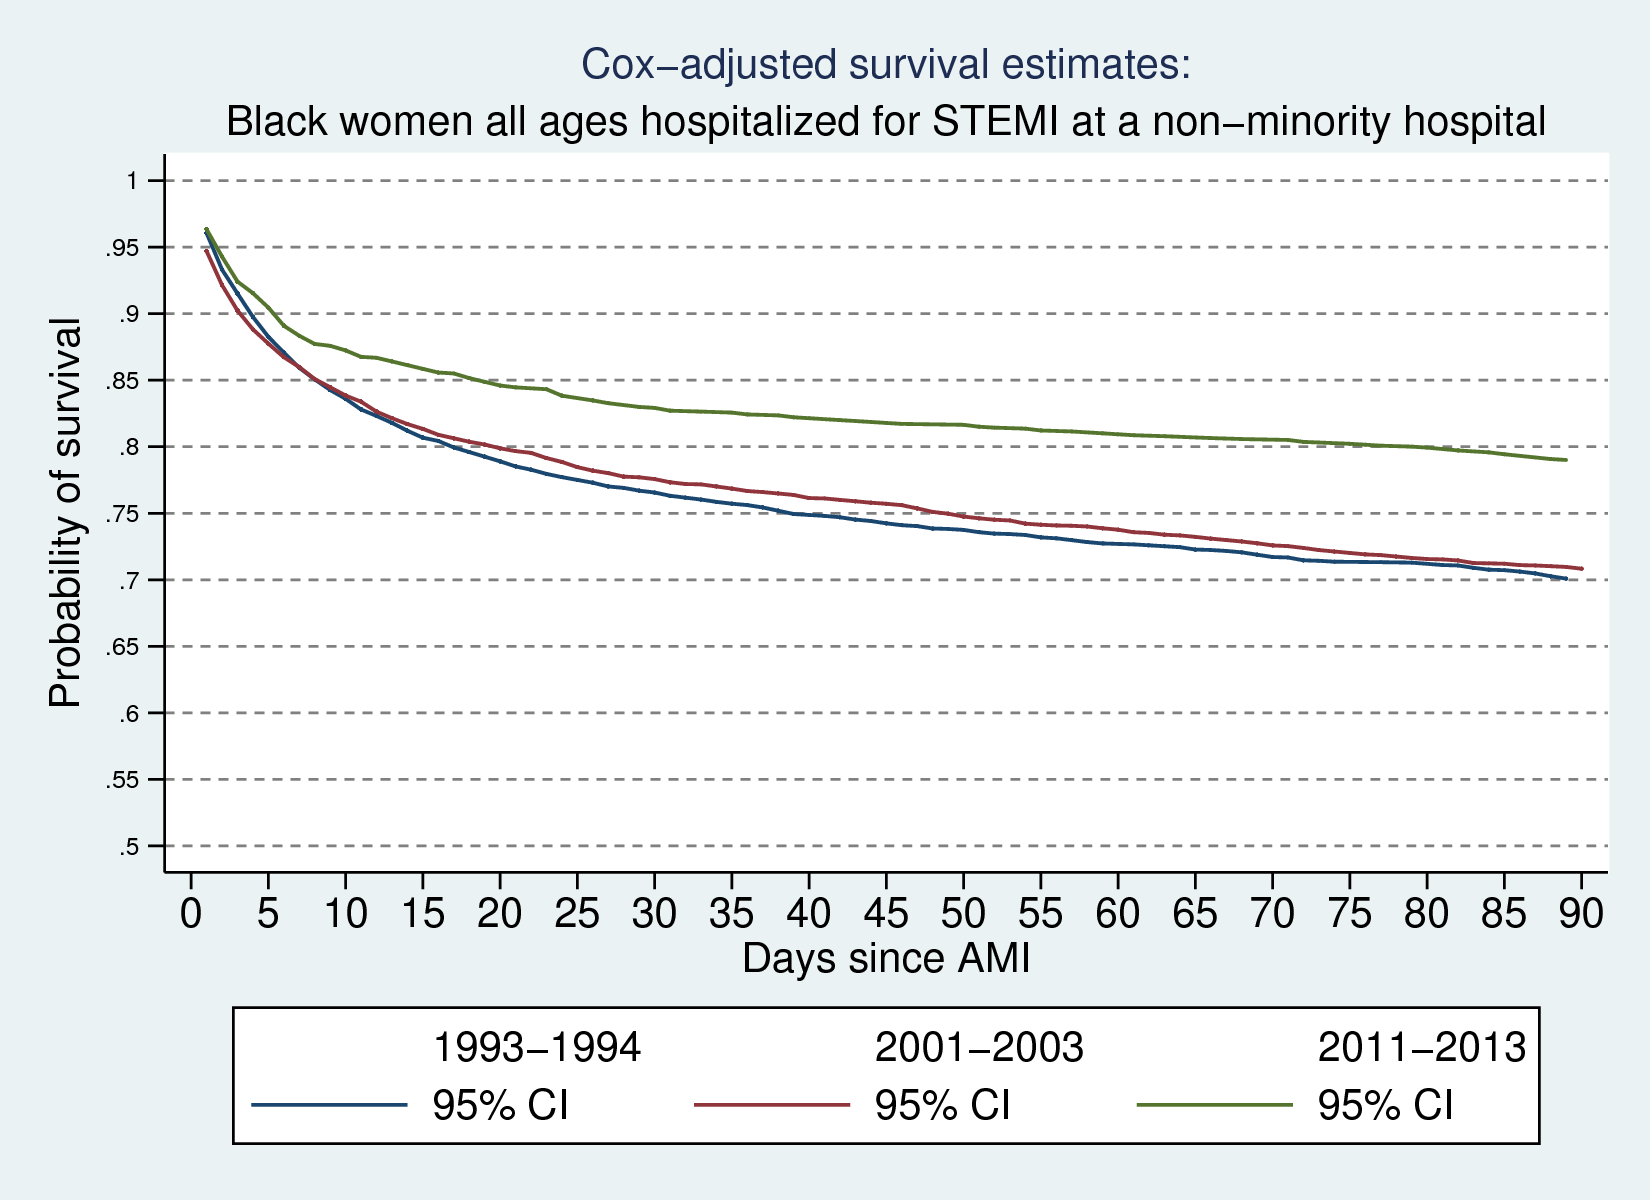 Cox–adjusted survival estimates:
Black women all ages hospitalized for STEMI at a non–minority hospital
Probability of survival
1
.95
.9
.85
.8
.75
.7
.65
.6
.55
.5
0 5 10 15 20 25 30 35 40 45 50 55 60 65 70 75 80 85 90
Days since AMI
1993–1994 2001–2003 2011–2013
95% CI 95% CI 95% CI